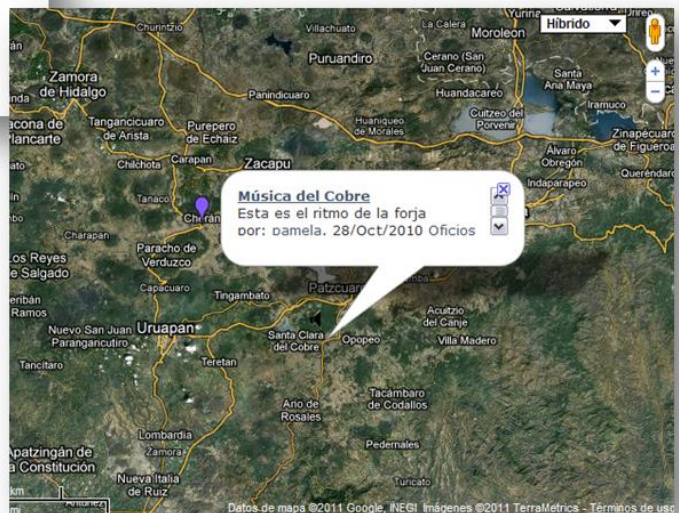 Churintzio
Villachuato
La Calera
Moroleon
Híbrido
Puruandiro
Cerano (San
Juan Cerano)
Zamora
de Hidalgo
Panindicuaro
Huandacareo
Santa
Ana Maya
Iramuco
Tangancicuaro
de Arista
Purepero
de Echaiz
Huaniqueo
de Morales
Cuitzeo del
Porvenir
Zinapécuaro
de Figueroa
Chilchota
Carapan
Zacapu
Álvaro
Obregón
Queréndaro
Indaparapeo
Tanaco
Cherán
Música del Cobre
Esta es el ritmo de la forja
por: pamela. 28/Oct/2010 Oficios
Charapan
Paracho de
Verduzco
Los Reyes
de Salgado
Capacuaro
Tingambato
Patzcuaro
Acuitzio
del Canje
Nuevo San Juan
Parangaricutiro
Uruapan
Santa Clara
del Cobre
Opopeo
Villa Madero
Tancítaro
Teretan
Ario de
Rosales
Tacámbaro
de Codallos
Lombardia
Zamora
Pedernales
Apatzingán de
la Constitución
Nueva Italia
de Ruiz
Turicato
km
mi
Datos de mapa ©2011 Google, INEGI Imágenes ©2011 TerraMetrics - Términos de uso